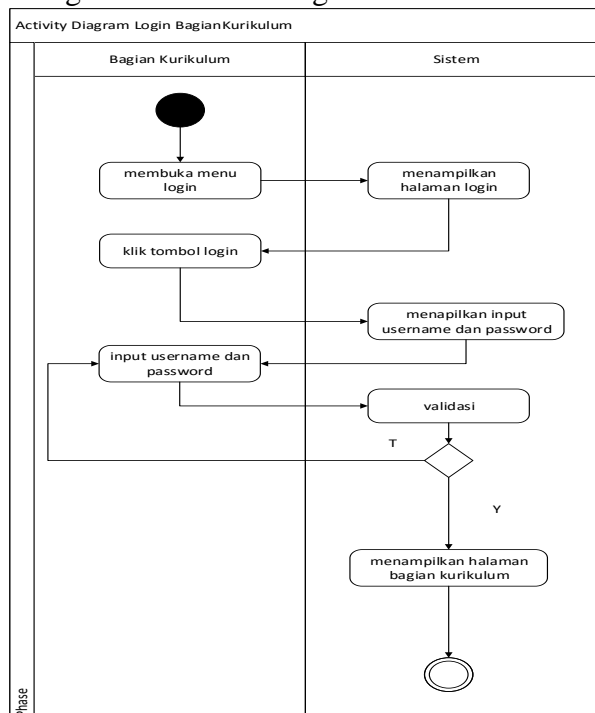 Activity Diagram Login BagianKurikulum
Bagian Kurikulum
Sistem
membuka menu
login
menampilkan
halaman login
klik tombol login
menapilkan input
username dan password
input username dan
password
validasi
T
Y
menampilkan halaman
bagian kurikulum
Phase